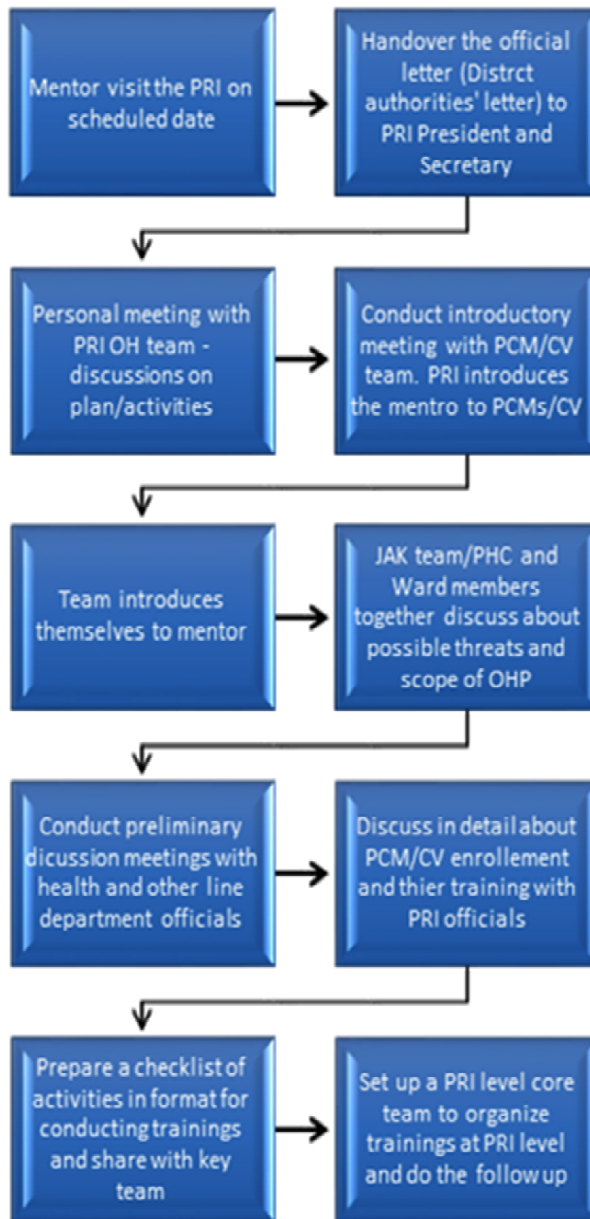 Mentor visit the PRI on
scheduled date
Handover the official
letter (Distrct
authorities' letter) to
PRI President and
Secretary
Personal meeting with
PRI OH team -
discussions on
plan/activities
Conduct introductory
meeting with PCM/CV
team. PRI introduces
the mentro to PCMs/CV
Team introduces
themselves to mentor
JAK team/PHC and
Ward members
together discuss about
possible threats and
scope of OHP
Conduct preliminary
dicussion meetings with
health and other line
department officials
Discuss in detail about
PCM/CV enrollement
and thier training with
PRI officials
Prepare a checklist of
activities in format for
conducting trainings
and share with key
team
Set up a PRI level core
team to organize
trainings at PRI level
and do the follow up